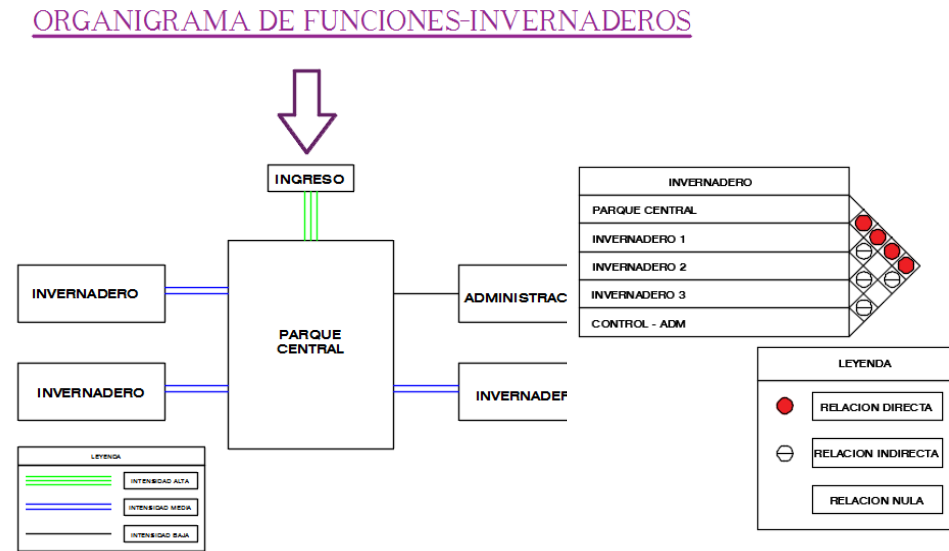 ORGANIGRAMA DE FUNCIONES-INVERNADEROS
INGRESO
INVERNADERO
INVERNADERO
PARQUE
CENTRAL
ADMINISTRAC
INVERNADER
LEYENDA
INTENSIDAD ALTA
INTENSIDAD MEDIA
INTENSIDAD BAJA
INVERNADERO
PARQUE CENTRAL
INVERNADERO 1
INVERNADERO 2
INVERNADERO 3
CONTROL - ADM
LEYENDA
RELACION DIRECTA
RELACION INDIRECTA
RELACION NULA